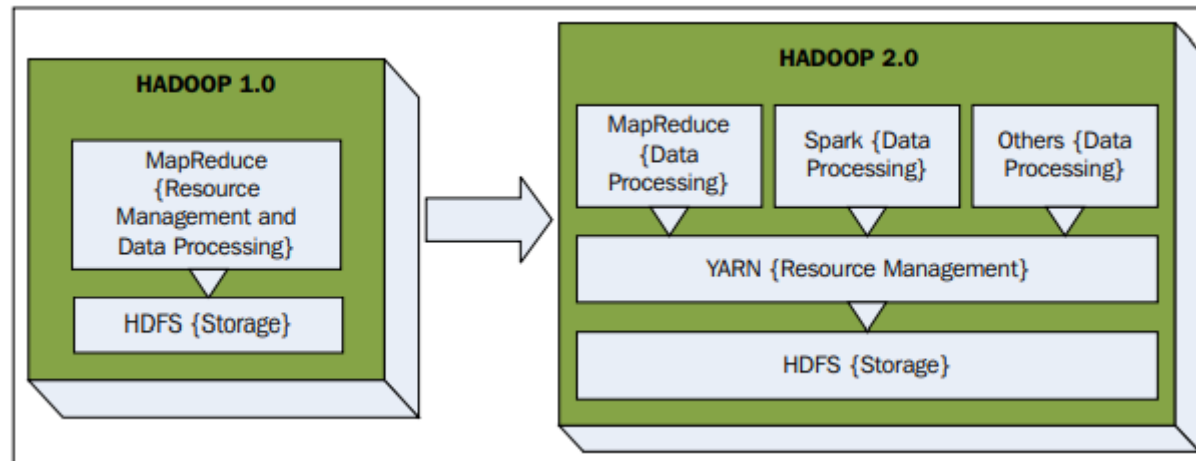 HADOOP 1.0
MapReduce
{Resource
Management and
Data Processing}
HDFS {Storage}
HADOOP 2.0
MapReduce
{Data
Processing}
Spark {Data
Processing}
Others {Data
Processing}
YARN {Resource Management}
HDFS {Storage}